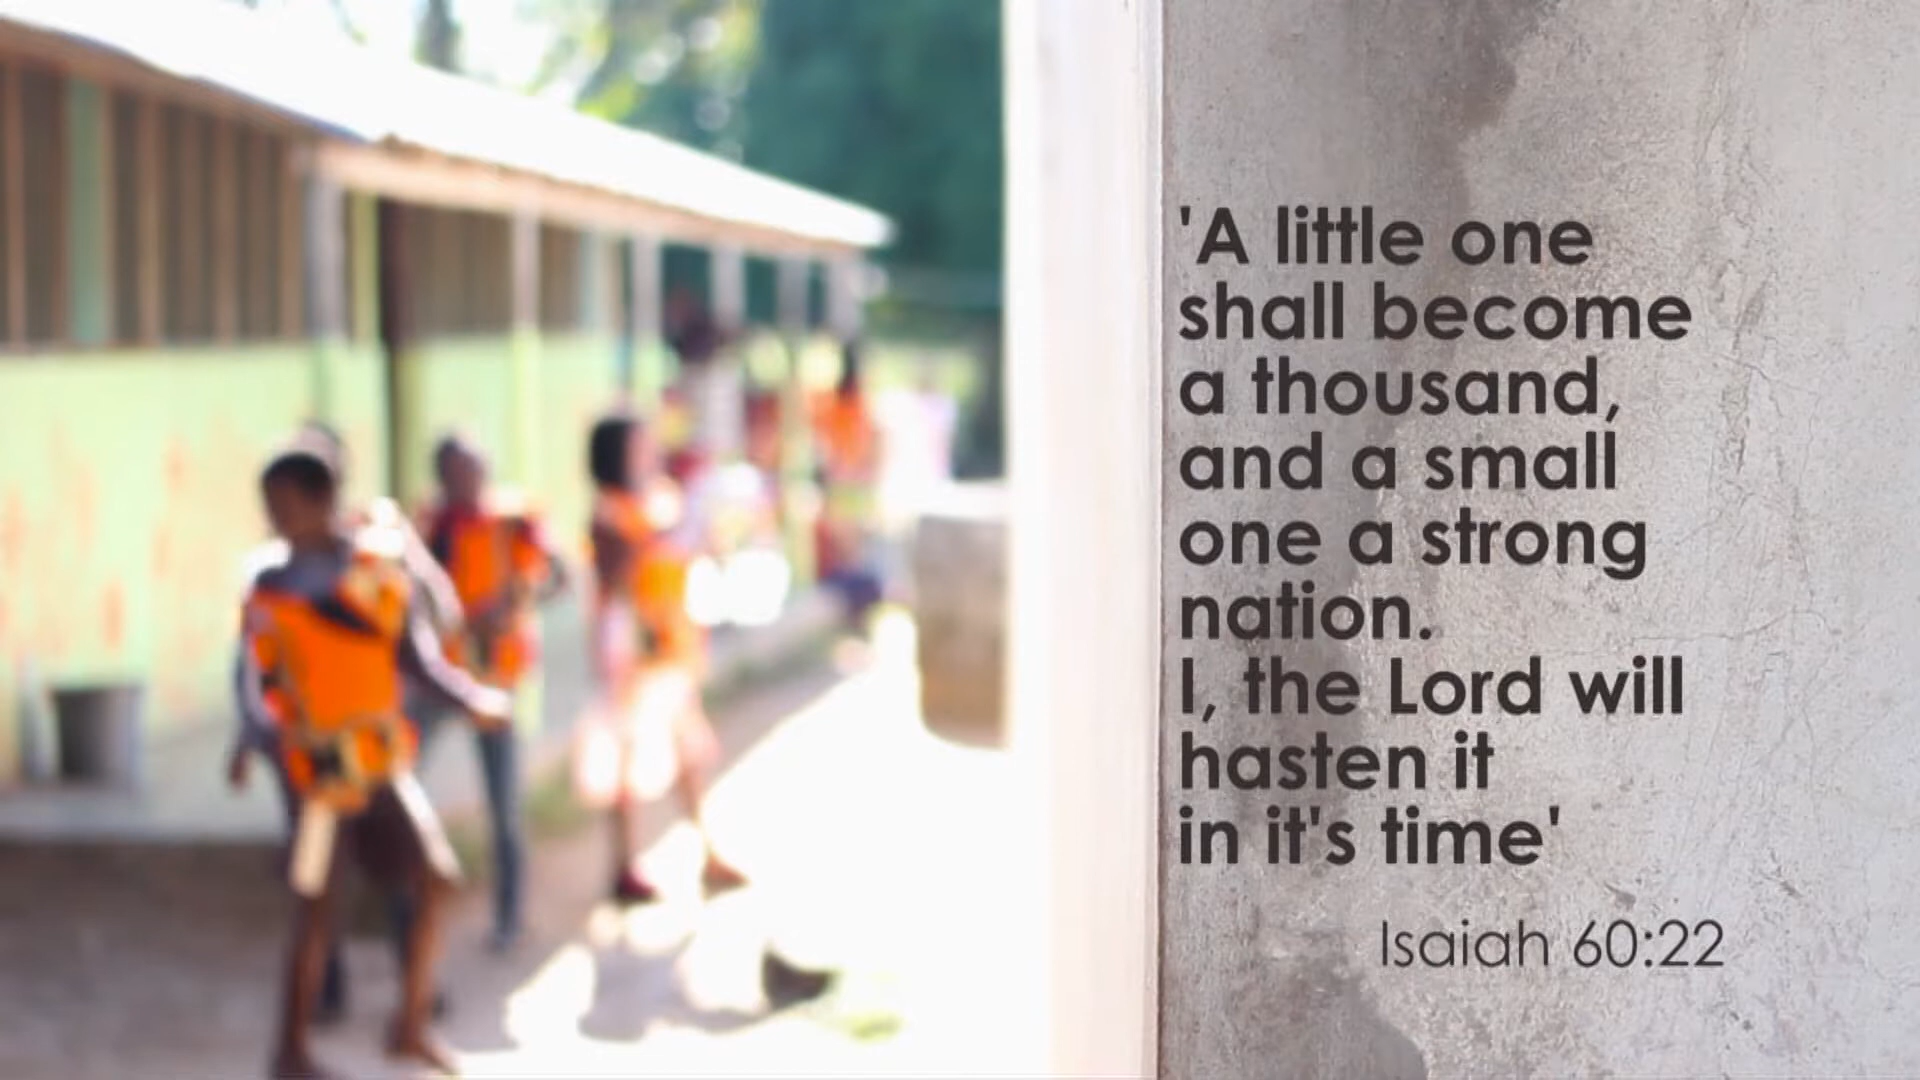 'A little one
shall become
a thousand,
and a small
one a strong
nation.
I, the Lord will
hasten it
in it's time'
Isaiah 60:22